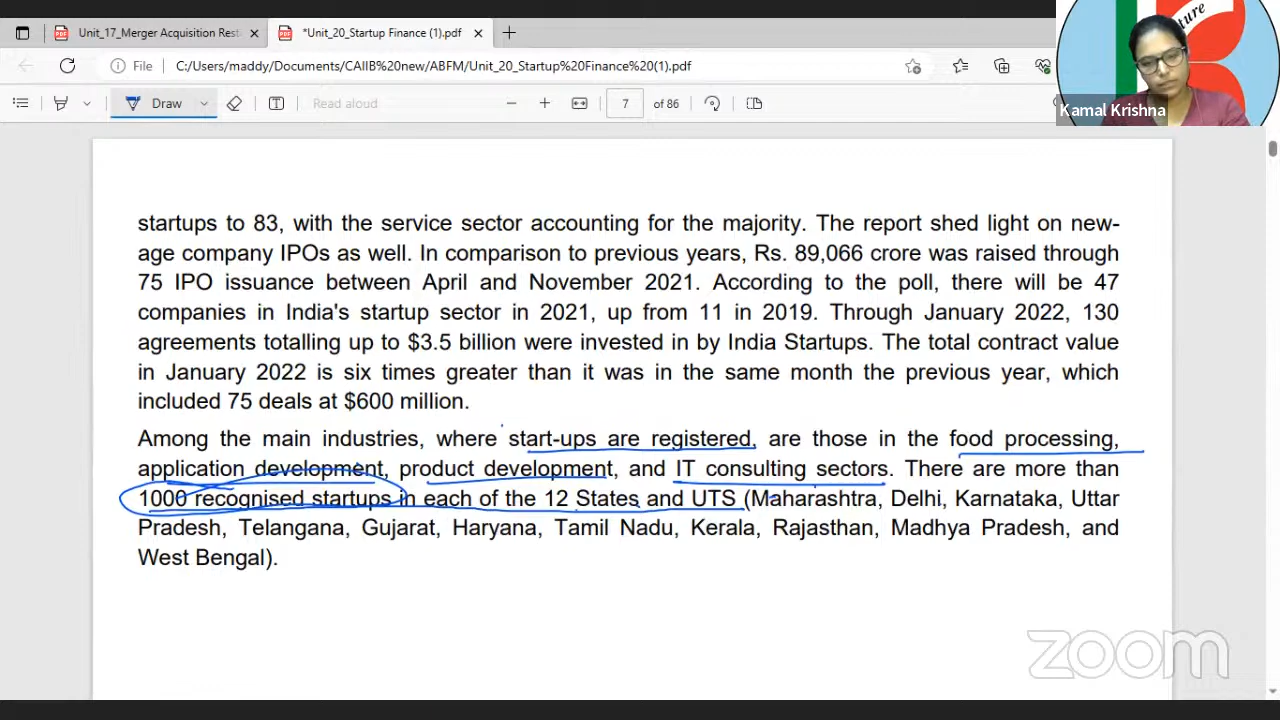 Unit_17_Merger Acquisition Rest
*Unit_20_Startup Finance (1).pdf
File
C:/Users/maddy/Documents/CAIIB%20new/ABFM/Unit_20_Startup%20Finance%20(1).pdf
ture
Draw
Read aloud
7
of 86
Kamal Krishna
startups to 83, with the service sector accounting for the majority. The report shed light on new-
age company IPOs as well. In comparison to previous years, Rs. 89,066 crore was raised through
75 IPO issuance between April and November 2021. According to the poll, there will be 47
companies in India's startup sector in 2021, up from 11 in 2019. Through January 2022, 130
agreements totalling up to $3.5 billion were invested in by India Startups. The total contract value
in January 2022 is six times greater than it was in the same month the previous year, which
included 75 deals at $600 million.
Among the main industries, where start-ups are registered, are those in the food processing,
application development, product development, and IT consulting sectors. There are more than
1000 recognised startups in each of the 12 States and UTS (Maharashtra, Delhi, Karnataka, Uttar
Pradesh, Telangana, Gujarat, Haryana, Tamil Nadu, Kerala, Rajasthan, Madhya Pradesh, and
West Bengal).
zoom